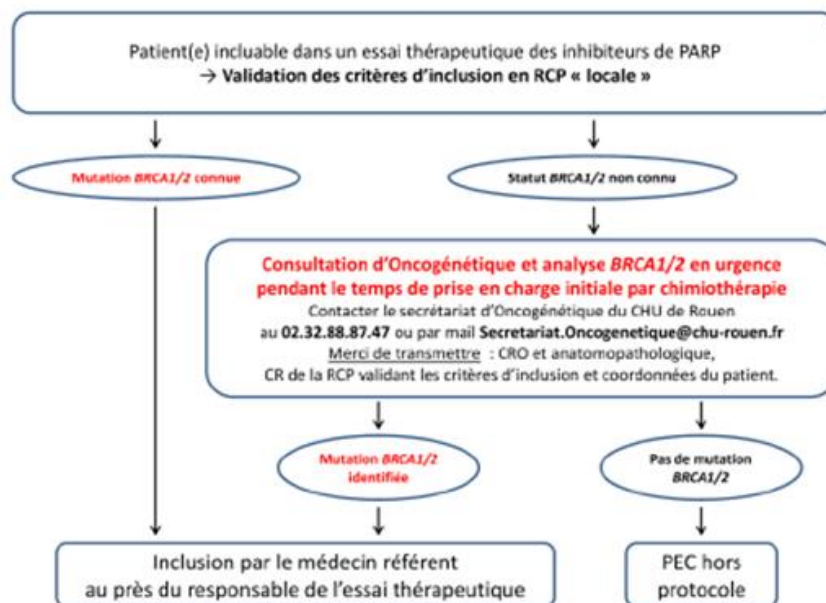 Patient(e) incluable dans un essai thérapeutique des inhibiteurs de PARP
→ Validation des critères d'inclusion en RCP « locale »
Mutation BRCA1/2 connue
Statut BRCA1/2 non connu
Consultation d'Oncogénétique et analyse BRCA1/2 en urgence
pendant le temps de prise en charge initiale par chimiothérapie
Contacter le secrétariat d'Oncogénétique du CHU de Rouen
au 02.32.88.87.47 ou par mail Secretariat.Oncogenetique@chu-rouen.fr
Merci de transmettre : CRO et anatomopathologique,
CR de la RCP validant les critères d'inclusion et coordonnées du patient.
Mutation BRCA1/2
identifiée
Pas de mutation
BRCA1/2
Inclusion par le médecin référent
au près du responsable de l'essai thérapeutique
PEC hors
protocole